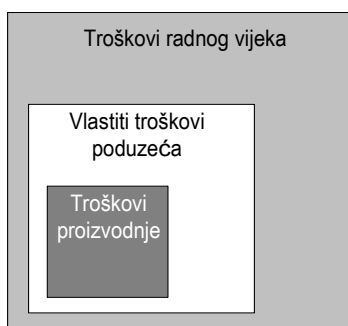 Troškovi radnog vijeka
Vlastiti troškovi
poduzeća
Troškovi
proizvodnje